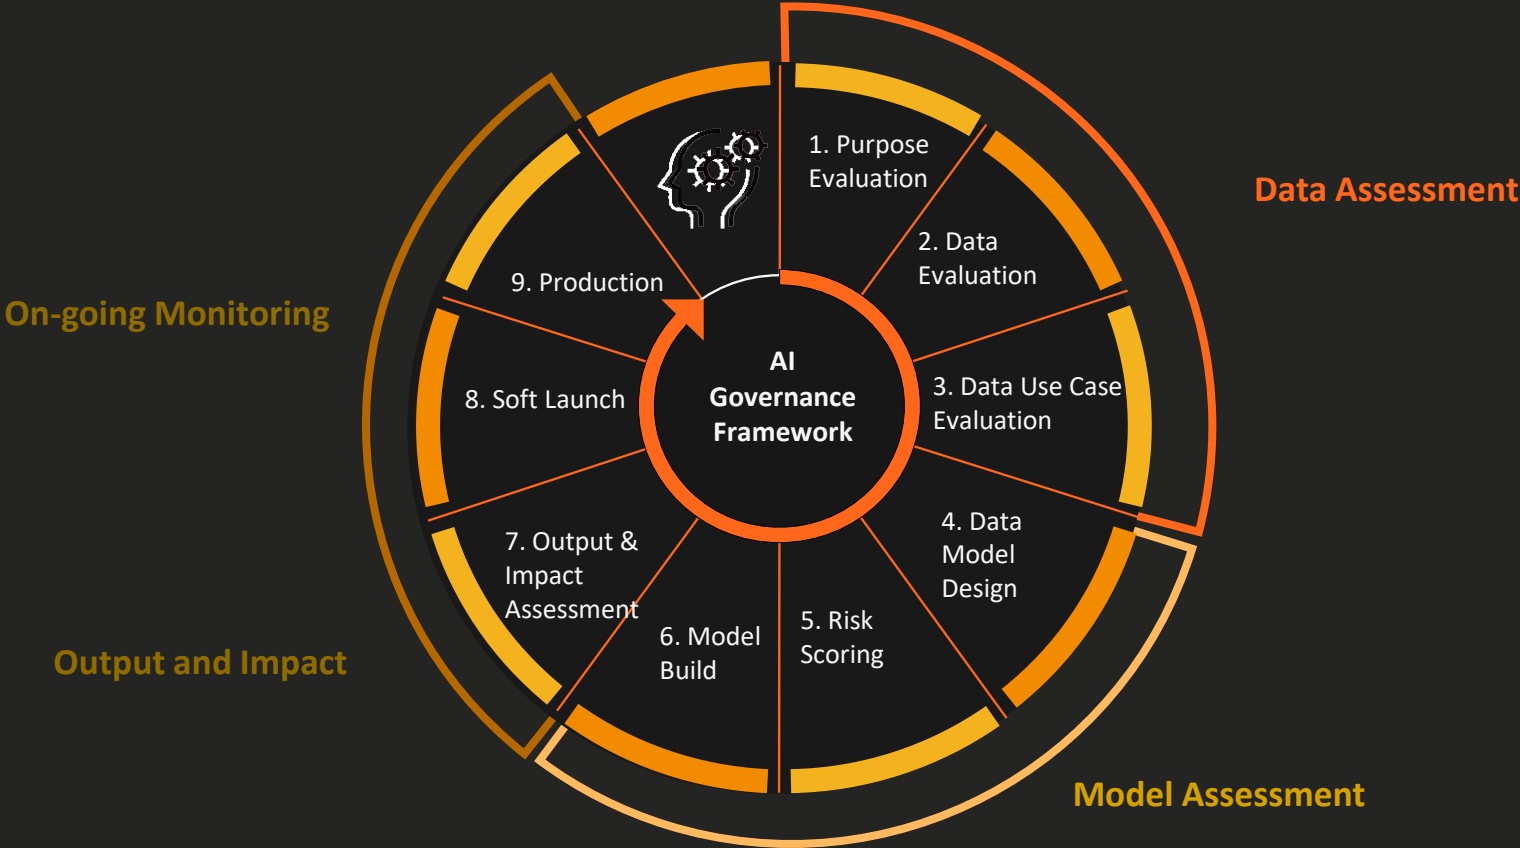 1. Purpose
Evaluation
2. Data
Evaluation
3. Data Use Case
Evaluation
4. Data
Model
Design
5. Risk
Scoring
6. Model
Build
7. Output &
Impact
Assessment
8. Soft Launch
9. Production
AI
Governance
Framework
Data Assessment
Model Assessment
Output and Impact
On-going Monitoring